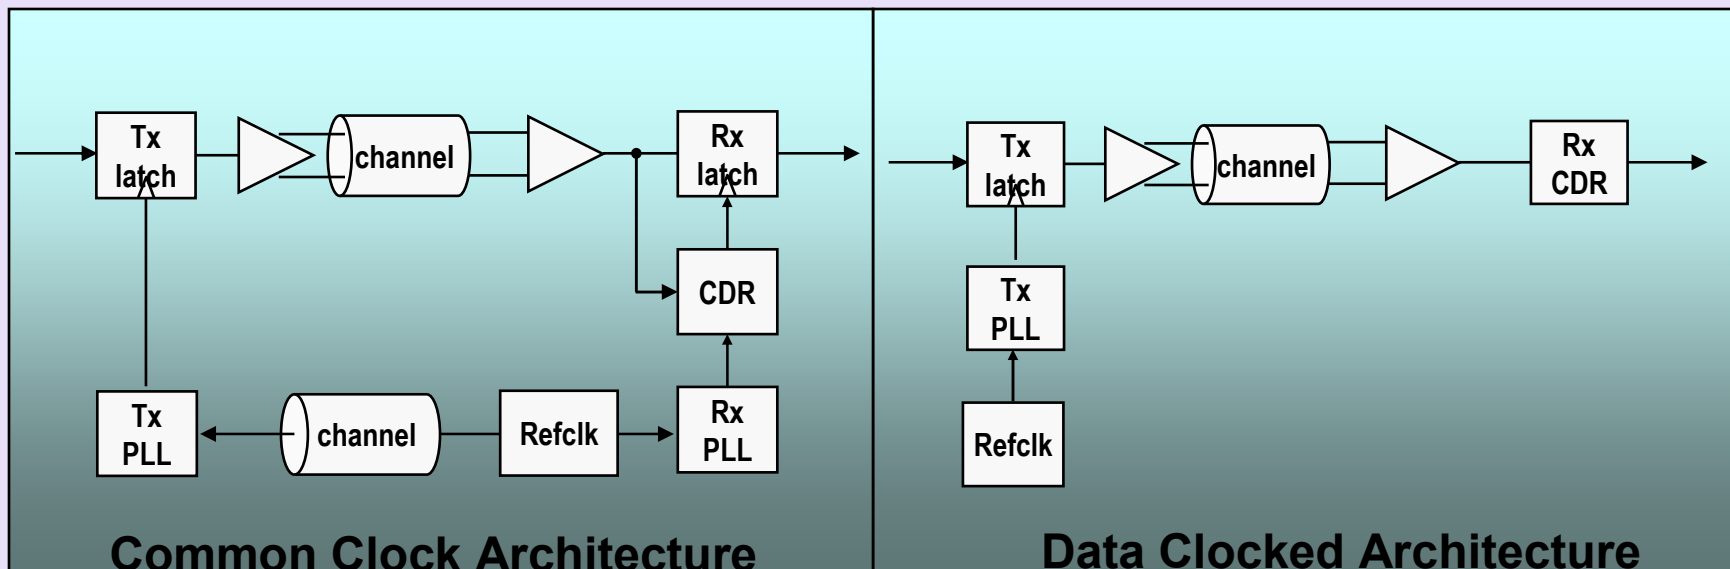 Tx
latch
channel
Rx
latch
CDR
Tx
PLL
channel
Refclk
Rx
PLL
Common Clock Architecture
Tx
latch
channel
Rx
CDR
Tx
PLL
Refclk
Data Clocked Architecture